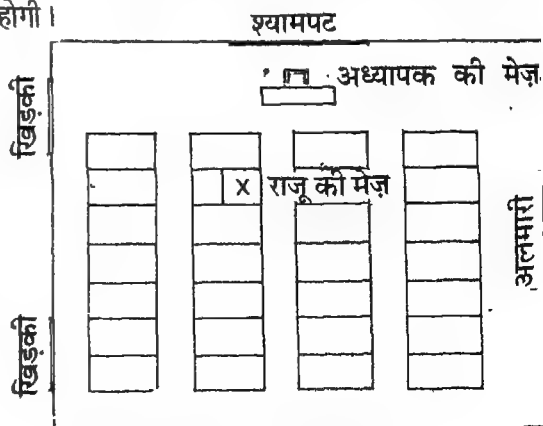 होगी।
श्यामपट
अध्यापक की मेज़
खिड़की
x राजू की मेज़
अलमारी
खिड़की